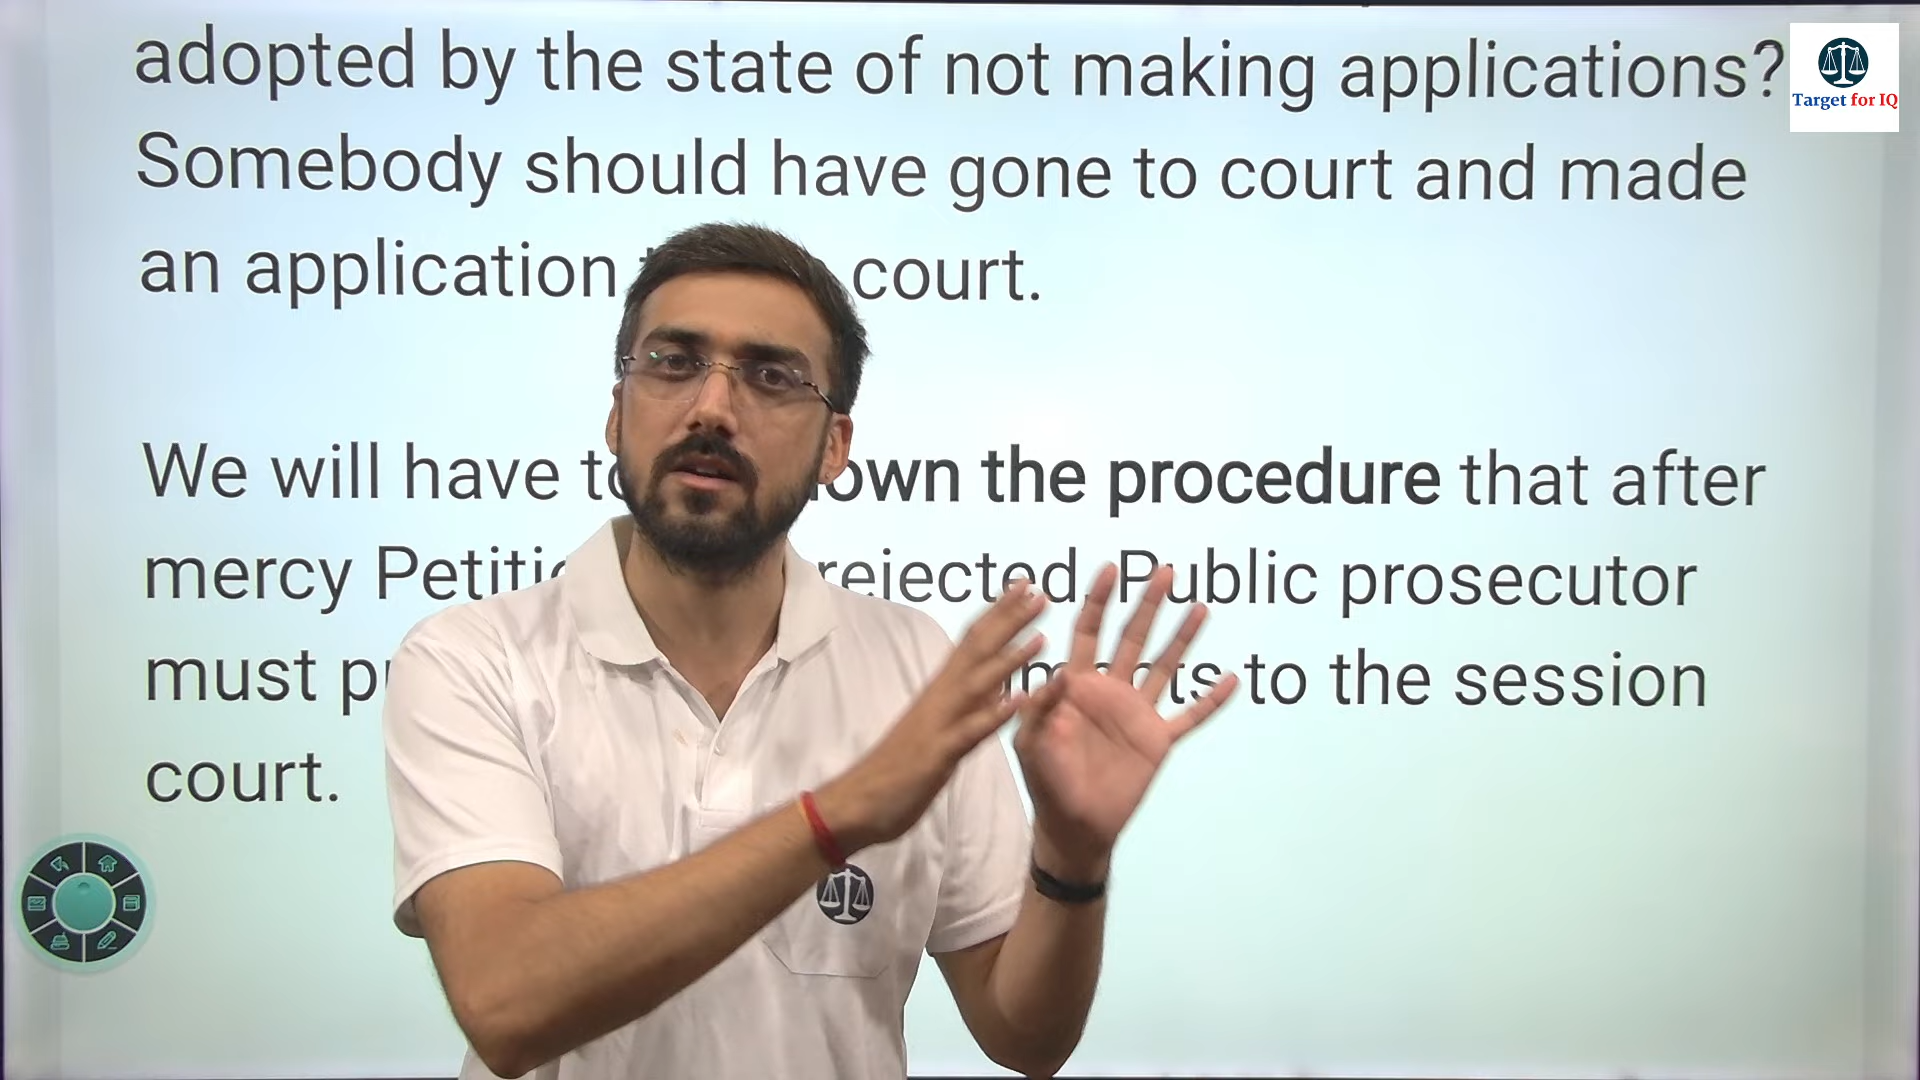 adopted by the state of not making applications?
Target for IQ
Somebody should have gone to court and made
an application court.
We will have to the procedure that after
mercy rejected, Public prosecutor
must to the session
court.